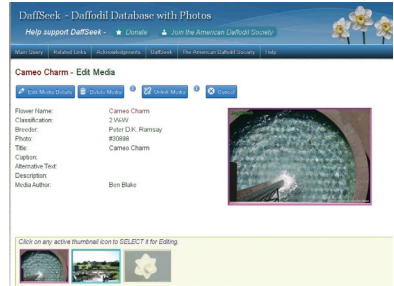 DaffSeek - Daffodil Database with Photos
Help support DaffSeek - ★ Donate Join the American Daffodil Society
Main Query Related Links Acknowledgments DaffSeek The American Daffodil Society Help
Cameo Charm - Edit Media
Edit Media Details Delete Media Unlink Media Cancel
Flower Name: Cameo Charm
Classification: 2 W-W
Breeder: Peter D.K. Ramsay
Photo: #30898
Title: Cameo Charm
Caption:
Alternative Text:
Description:
Media Author: Ben Blake
Click on any active thumbnail icon to SELECT it for Editing.